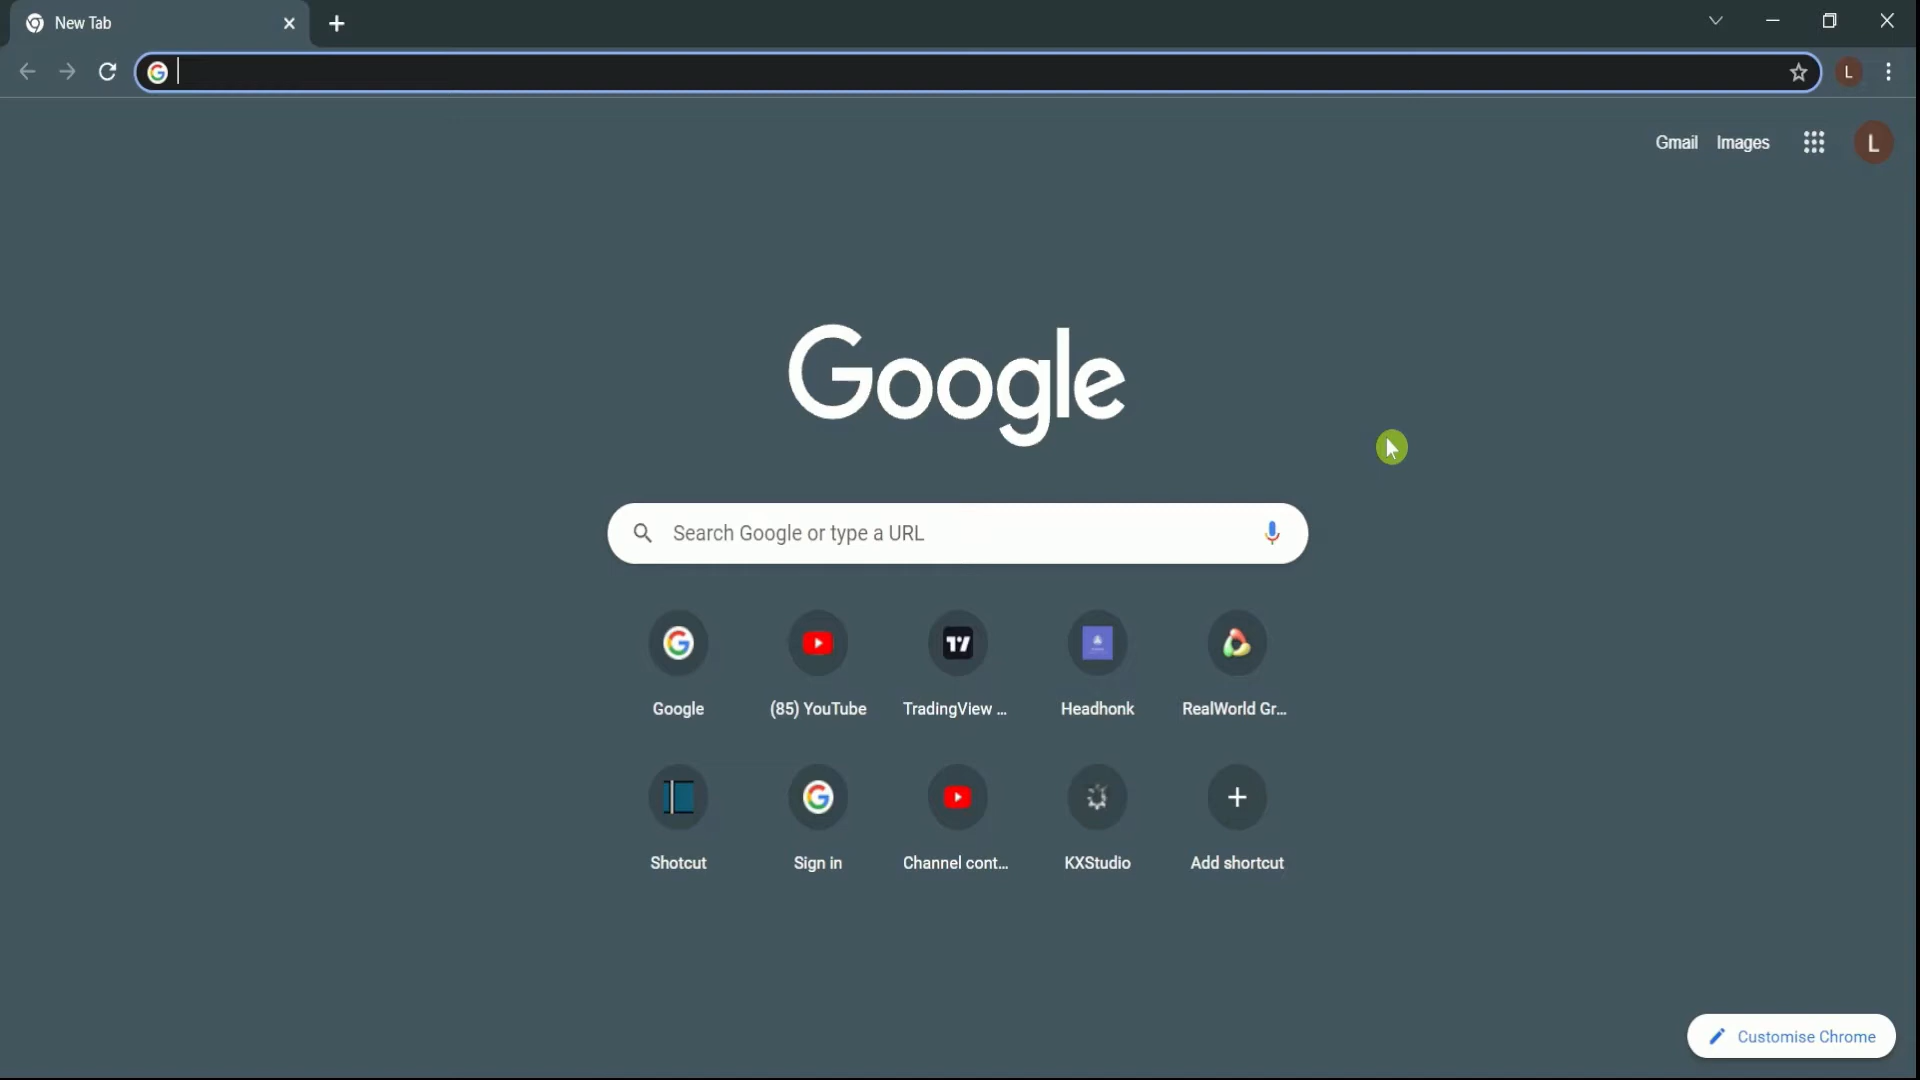 New Tab
L
Gmail Images
L
Google
Search Google or type a URL
Google (85) YouTube TradingView ... Headhonk RealWorld Gr...
Shotcut Sign in Channel cont... KXStudio Add shortcut
Customise Chrome